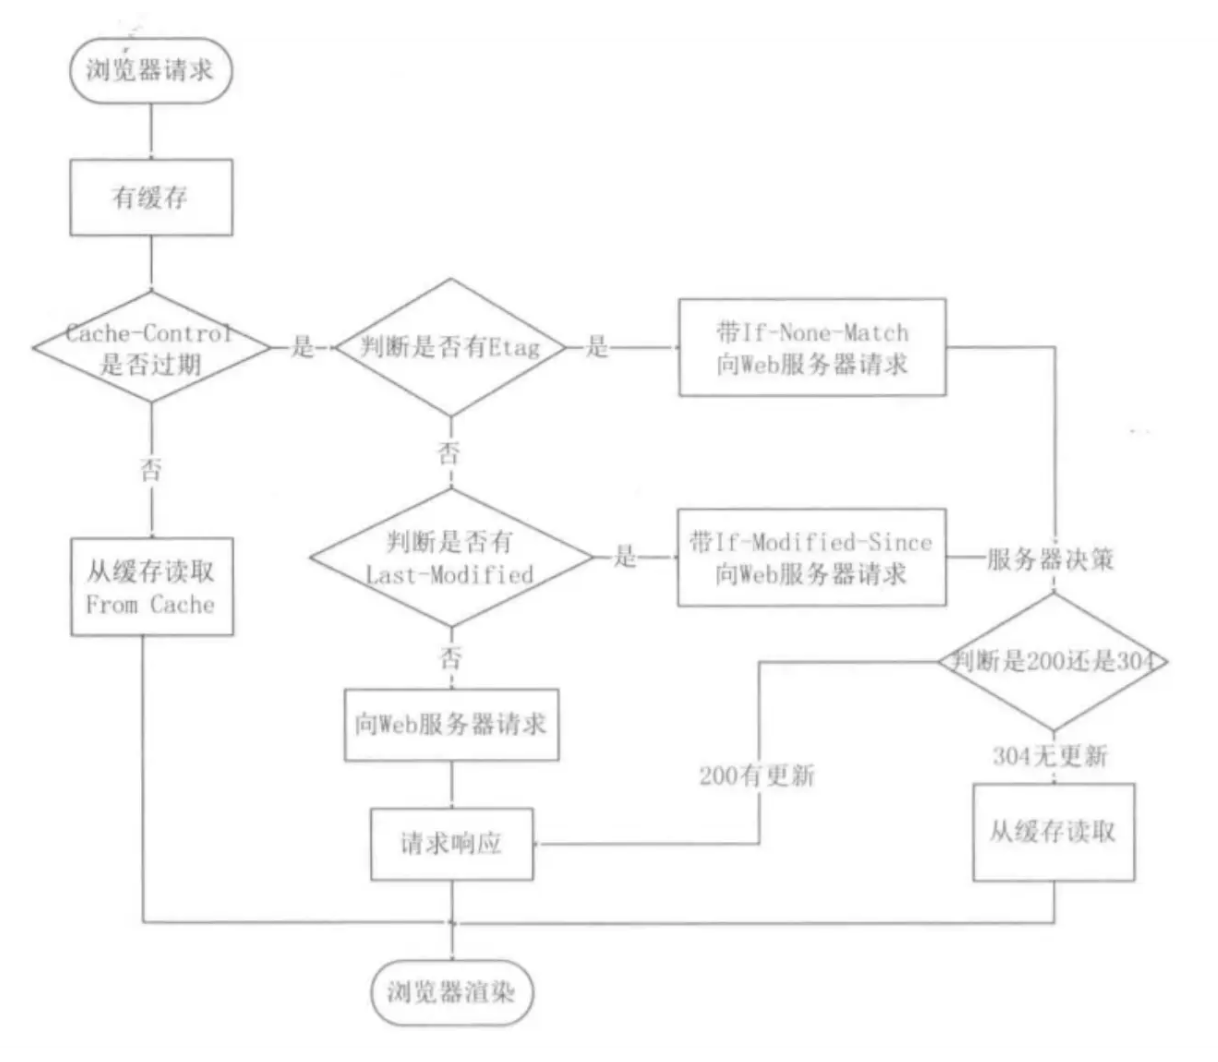 浏览器请求
有缓存
Cache-Control
是否过期
是
判断是否有Etag
是
带If-None-Match
向Web服务器请求
否
否
判断是否有
Last-Modified
是
带If-Modified-Since
向Web服务器请求
服务器决策
从缓存读取
From Cache
否
判断是200还是304
向Web服务器请求
200有更新
304无更新
请求响应
从缓存读取
浏览器渲染